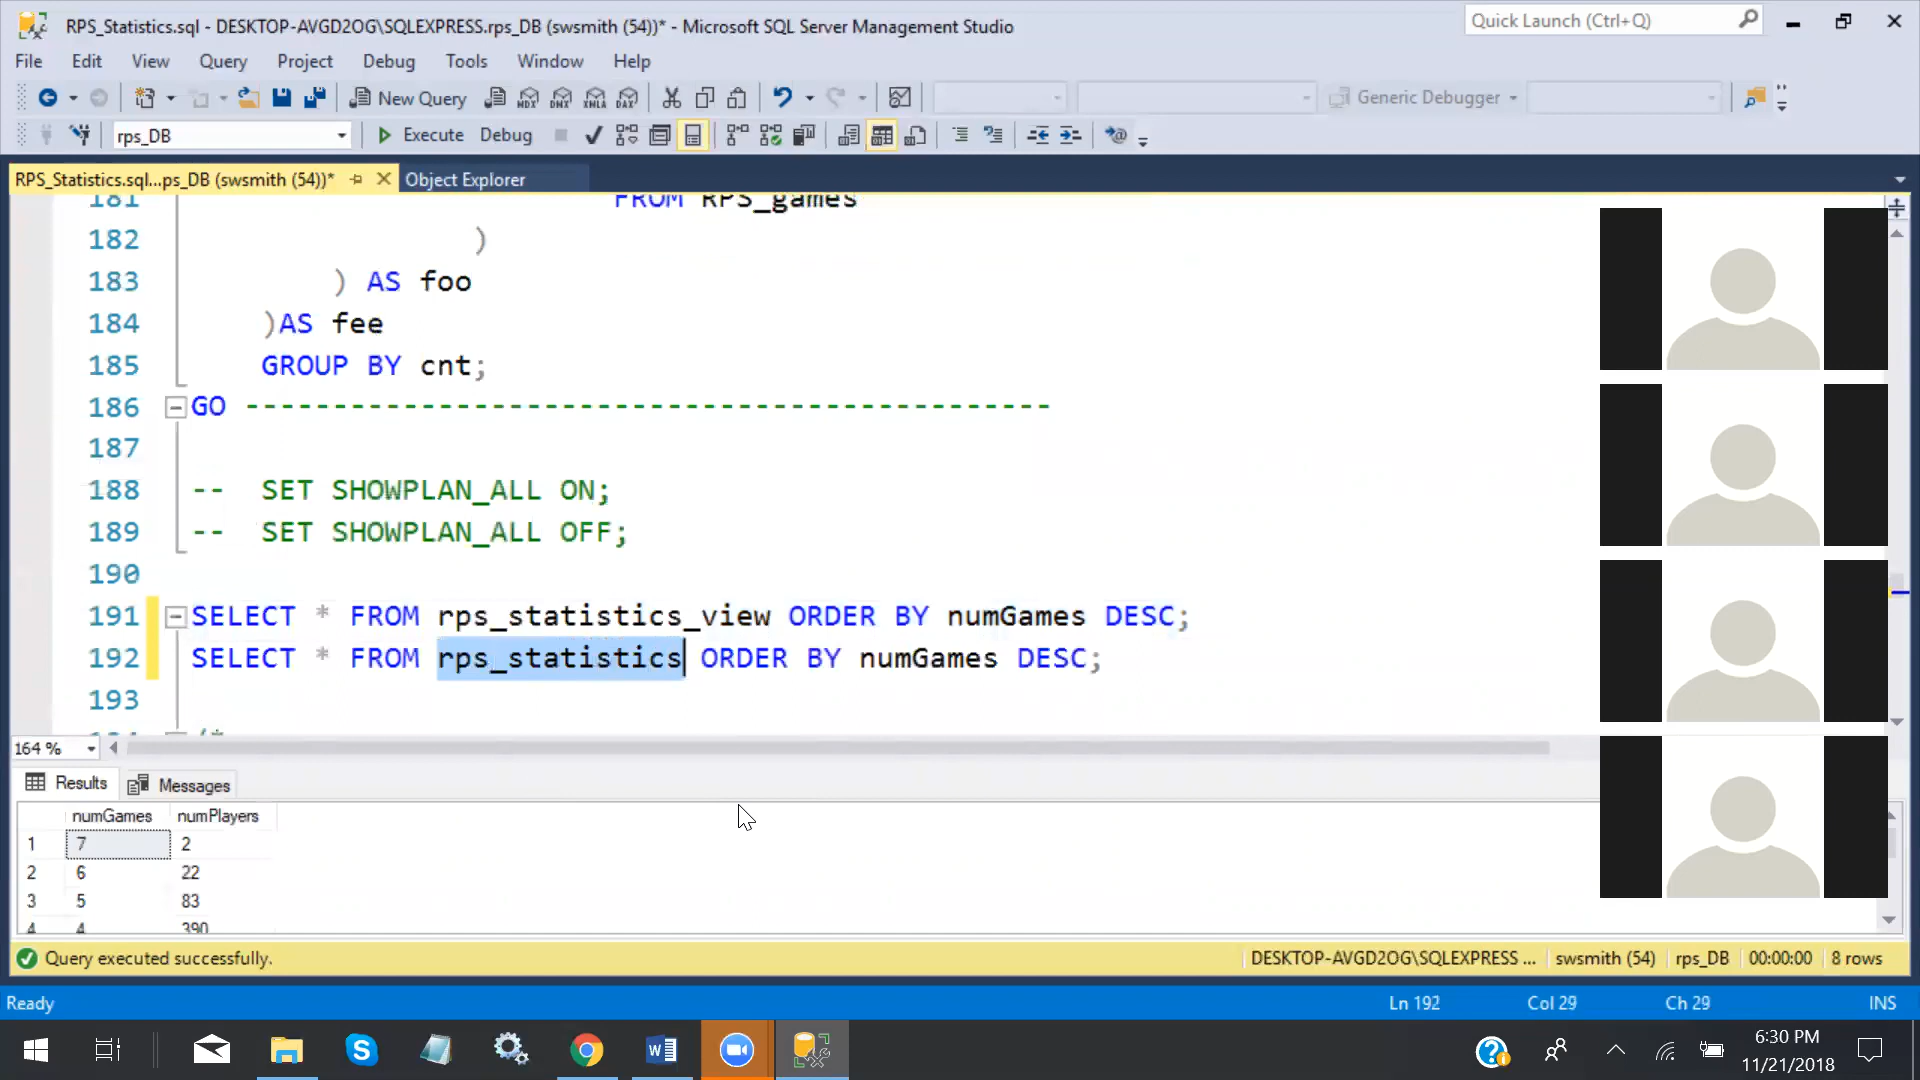 RPS_Statistics.sql - DESKTOP-AVGD2OG\SQLEXPRESS.rps_DB (swsmith (54))* - Microsoft SQL Server Management Studio
Quick Launch (Ctrl+Q)
File Edit View Query Project Debug Tools Window Help
New Query MDX DMX XMLA DAX Generic Debugger
rps_DB Execute Debug
RPS_Statistics.sql...ps_DB (swsmith (54))* Object Explorer
181 FROM RPS_games
182 )
183 ) AS foo
184 )AS fee
185 GROUP BY cnt;
186 GO ----------------------------------------------
187
188 -- SET SHOWPLAN_ALL ON;
189 -- SET SHOWPLAN_ALL OFF;
190
191 SELECT * FROM rps_statistics_view ORDER BY numGames DESC;
192 SELECT * FROM rps_statistics ORDER BY numGames DESC;
193
/*
164 %
Results Messages
numGames numPlayers
1 7 2
2 6 22
3 5 83
4 4 390
Query executed successfully. DESKTOP-AVGD2OG\SQLEXPRESS ... swsmith (54) rps_DB 00:00:00 8 rows
Ready Ln 192 Col 29 Ch 29 INS
6:30 PM
11/21/2018